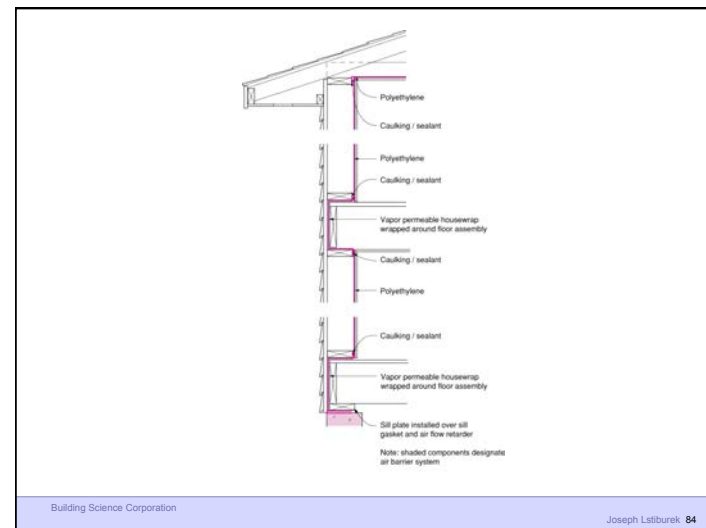 Polyethylene
Caulking / sealant
Polyethylene
Caulking / sealant
Vapor permeable housewrap
wrapped around floor assembly
Caulking / sealant
Polyethylene
Caulking / sealant
Vapor permeable housewrap
wrapped around floor assembly
Sill plate installed over sill
gasket and air flow retarder
Note: shaded components designate
air barrier system
Building Science Corporation
Joseph Lstiburek 84